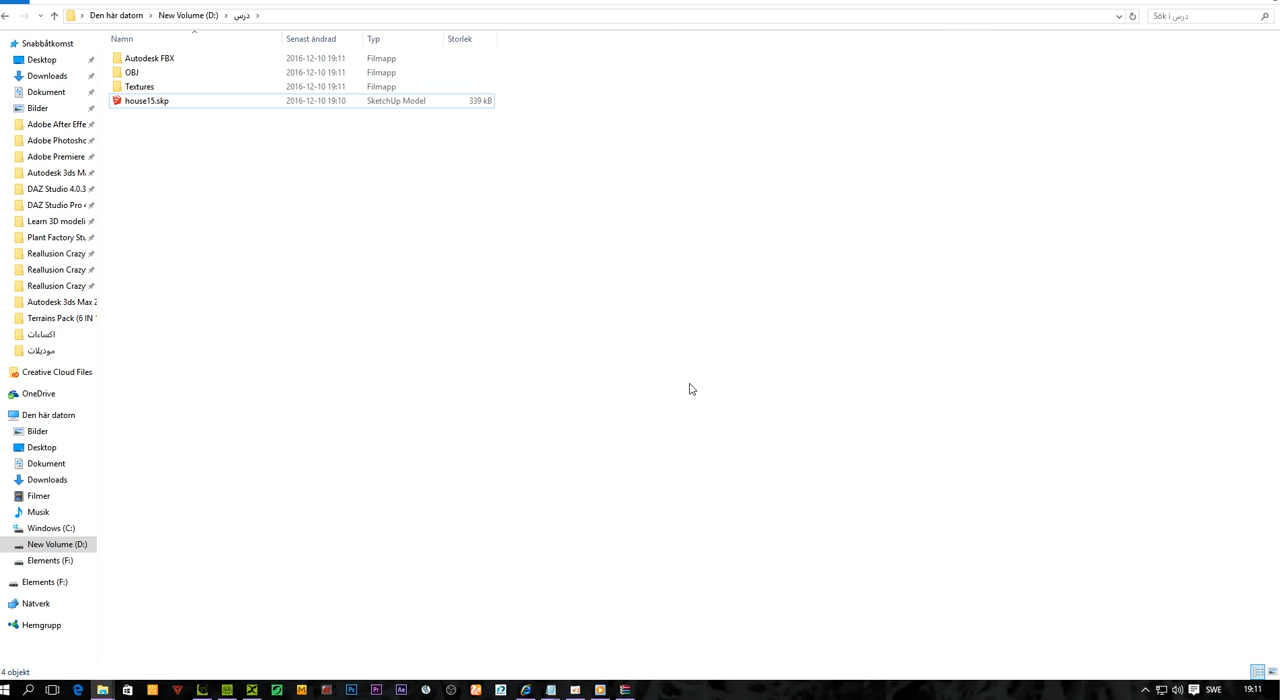 Den här datorn › New Volume (D:) › درس ›
Sök i درس
Namn Senast ändrad Typ Storlek
Autodesk FBX 2016-12-10 19:11 Filmapp
OBJ 2016-12-10 19:11 Filmapp
Textures 2016-12-10 19:11 Filmapp
house15.skp 2016-12-10 19:10 SketchUp Model 339 kB
Snabbåtkomst
Desktop
Downloads
Dokument
Bilder
Adobe After Effe
Adobe Photoshc
Adobe Premiere
Autodesk 3ds Ma
DAZ Studio 4.0.3
DAZ Studio Pro 4
Learn 3D modeli
Plant Factory Stu
Reallusion Crazy
Reallusion Crazy
Reallusion Crazy
Autodesk 3ds Max 2
Terrains Pack (6 IN 1
اكساءات
موديلات
Creative Cloud Files
OneDrive
Den här datorn
Bilder
Desktop
Dokument
Downloads
Filmer
Musik
Windows (C:)
New Volume (D:)
Elements (F:)
Elements (F:)
Nätverk
Hemgrupp
4 objekt
Ps Pr Ae
SWE 19:11